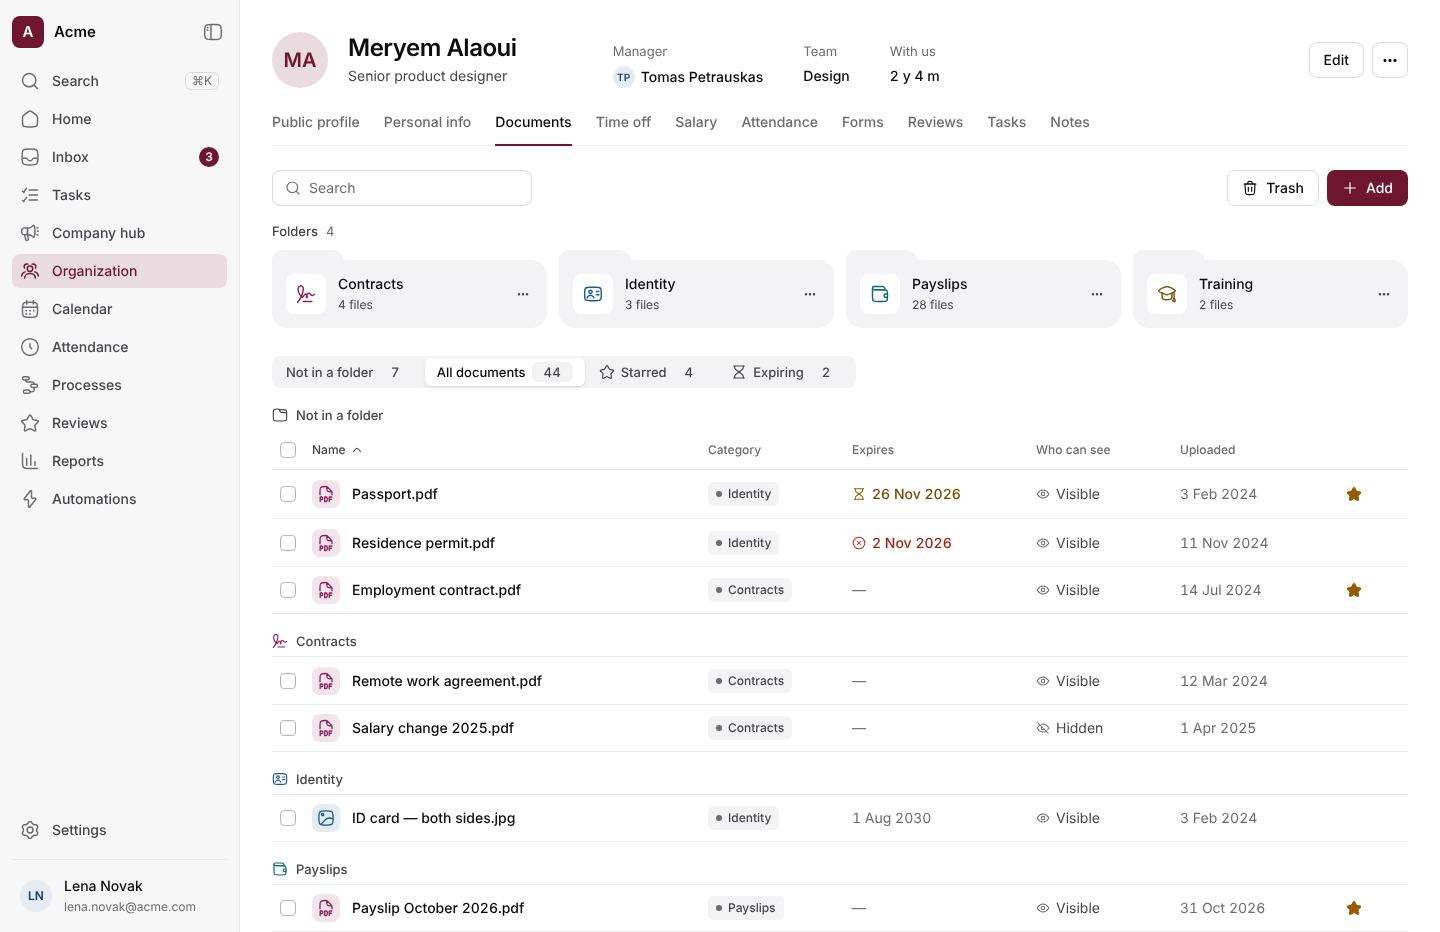 A Acme
Search ⌘K
Home
Inbox 3
Tasks
Company hub
Organization
Calendar
Attendance
Processes
Reviews
Reports
Automations
Settings
LN Lena Novak
lena.novak@acme.com
MA Meryem Alaoui
Senior product designer
Manager
TP Tomas Petrauskas
Team
Design
With us
2 y 4 m
Edit
Public profile Personal info Documents Time off Salary Attendance Forms Reviews Tasks Notes
Search Trash Add
Folders 4
Contracts
4 files
Identity
3 files
Payslips
28 files
Training
2 files
Not in a folder 7 All documents 44 Starred 4 Expiring 2
Not in a folder
Name Category Expires Who can see Uploaded
PDF Passport.pdf Identity 26 Nov 2026 Visible 3 Feb 2024
PDF Residence permit.pdf Identity 2 Nov 2026 Visible 11 Nov 2024
PDF Employment contract.pdf Contracts — Visible 14 Jul 2024
Contracts
PDF Remote work agreement.pdf Contracts — Visible 12 Mar 2024
PDF Salary change 2025.pdf Contracts — Hidden 1 Apr 2025
Identity
ID card — both sides.jpg Identity 1 Aug 2030 Visible 3 Feb 2024
Payslips
PDF Payslip October 2026.pdf Payslips — Visible 31 Oct 2026